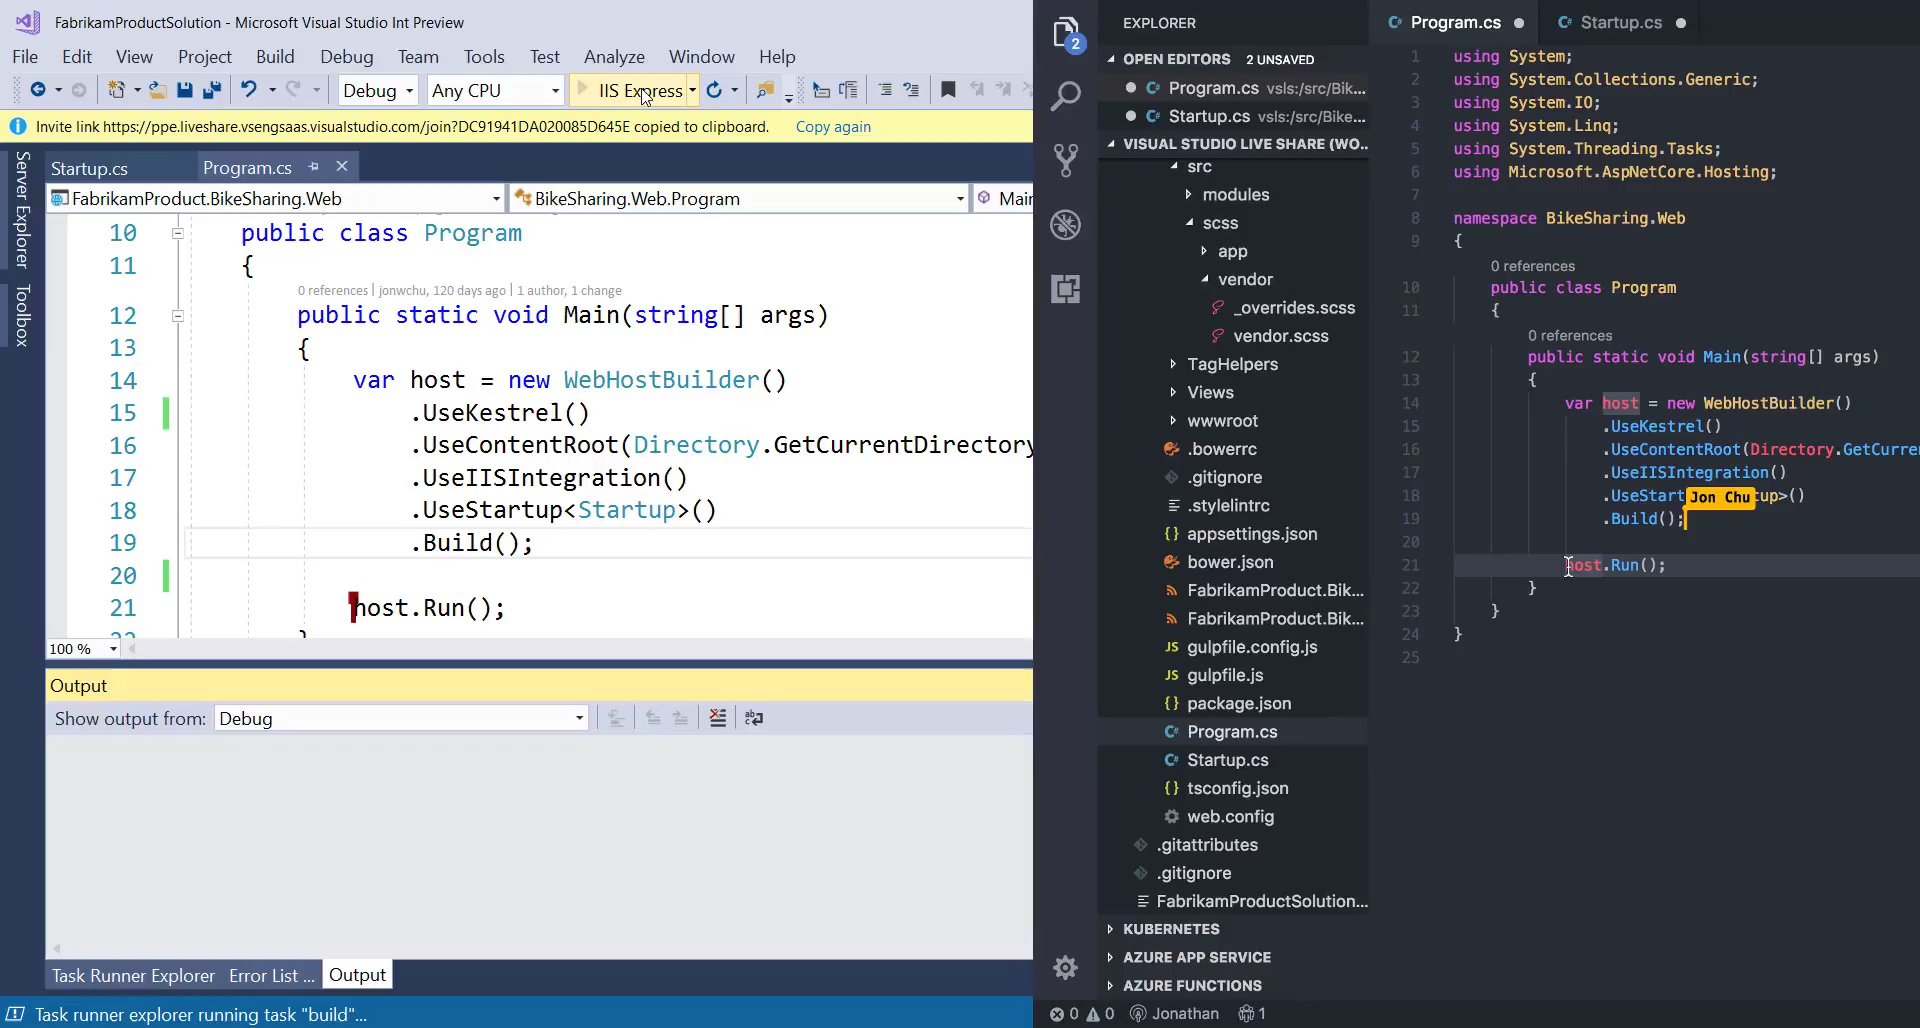 FabrikamProductSolution - Microsoft Visual Studio Int Preview
File Edit View Project Build Debug Team Tools Test Analyze Window Help
Debug Any CPU IIS Express
Invite link https://ppe.liveshare.vsengsaas.visualstudio.com/join?DC91941DA020085D645E copied to clipboard. Copy again
Server Explorer
Toolbox
Startup.cs Program.cs
FabrikamProduct.BikeSharing.Web BikeSharing.Web.Program Main
10 public class Program
11 {
0 references | jonwchu, 120 days ago | 1 author, 1 change
12 public static void Main(string[] args)
13 {
14 var host = new WebHostBuilder()
15 .UseKestrel()
16 .UseContentRoot(Directory.GetCurrentDirectory
17 .UseIISIntegration()
18 .UseStartup<Startup>()
19 .Build();
20
21 host.Run();
22 }
100 %
Output
Show output from: Debug
Task Runner Explorer Error List ... Output
Task runner explorer running task "build"...
2
EXPLORER
OPEN EDITORS 2 UNSAVED
C# Program.cs vsls:/src/Bik...
C# Startup.cs vsls:/src/Bike...
VISUAL STUDIO LIVE SHARE (WO...
src
modules
scss
app
vendor
_overrides.scss
vendor.scss
TagHelpers
Views
wwwroot
.bowerrc
.gitignore
.stylelintrc
{} appsettings.json
{} bower.json
FabrikamProduct.Bik...
FabrikamProduct.Bik...
JS gulpfile.config.js
JS gulpfile.js
{} package.json
C# Program.cs
C# Startup.cs
{} tsconfig.json
web.config
.gitattributes
.gitignore
FabrikamProductSolution...
KUBERNETES
AZURE APP SERVICE
AZURE FUNCTIONS
0 0 Jonathan 1
C# Program.cs C# Startup.cs
1 using System;
2 using System.Collections.Generic;
3 using System.IO;
4 using System.Linq;
5 using System.Threading.Tasks;
6 using Microsoft.AspNetCore.Hosting;
7
8 namespace BikeSharing.Web
9 {
0 references
10 public class Program
11 {
0 references
12 public static void Main(string[] args)
13 {
14 var host = new WebHostBuilder()
15 .UseKestrel()
16 .UseContentRoot(Directory.GetCurre
17 .UseIISIntegration()
18 .UseStart Jon Chu tup>()
19 .Build();
20
21 host.Run();
22 }
23 }
24 }
25